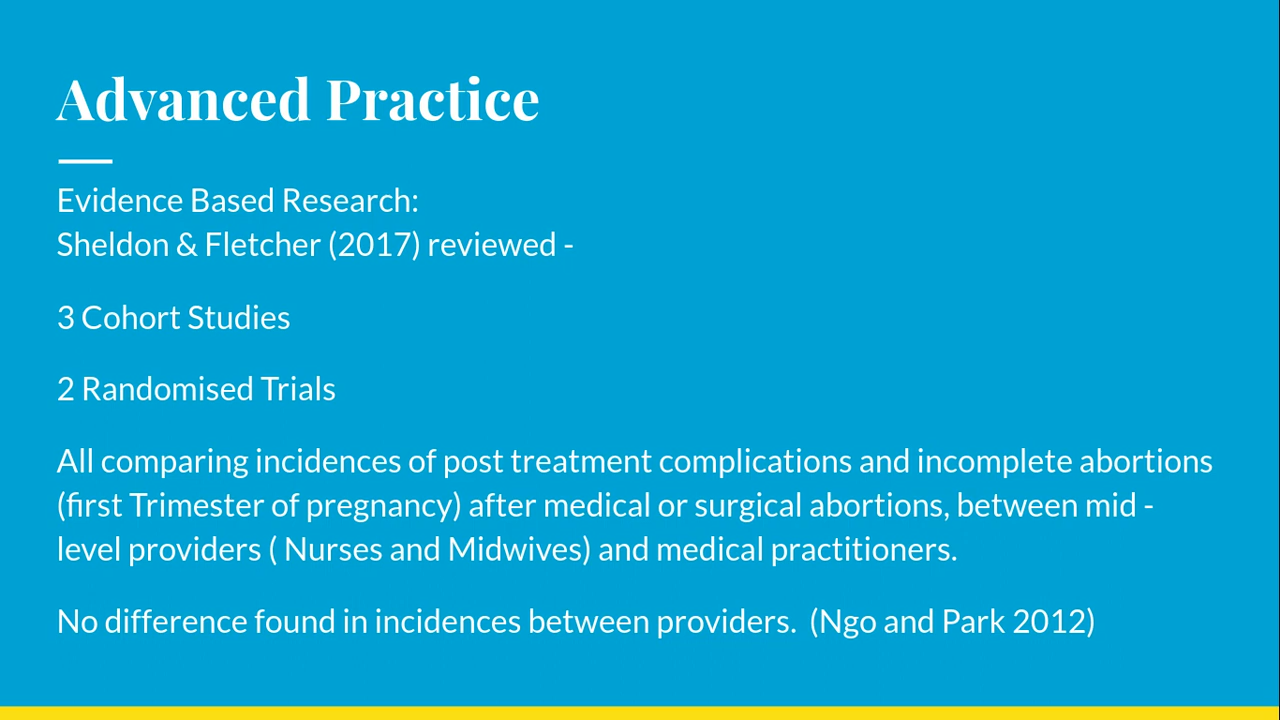 Advanced Practice
Evidence Based Research:
Sheldon & Fletcher (2017) reviewed -
3 Cohort Studies
2 Randomised Trials
All comparing incidences of post treatment complications and incomplete abortions
(first Trimester of pregnancy) after medical or surgical abortions, between mid -
level providers ( Nurses and Midwives) and medical practitioners.
No difference found in incidences between providers.  (Ngo and Park 2012)